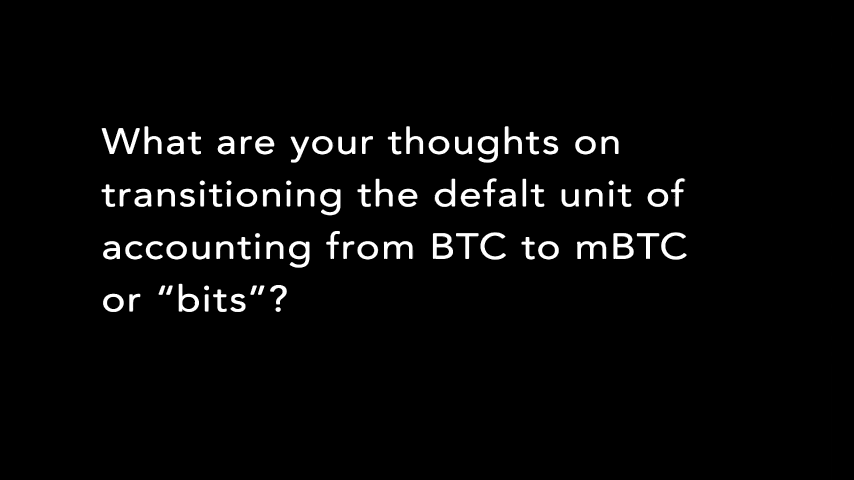 What are your thoughts on
transitioning the defalt unit of
accounting from BTC to mBTC
or “bits”?